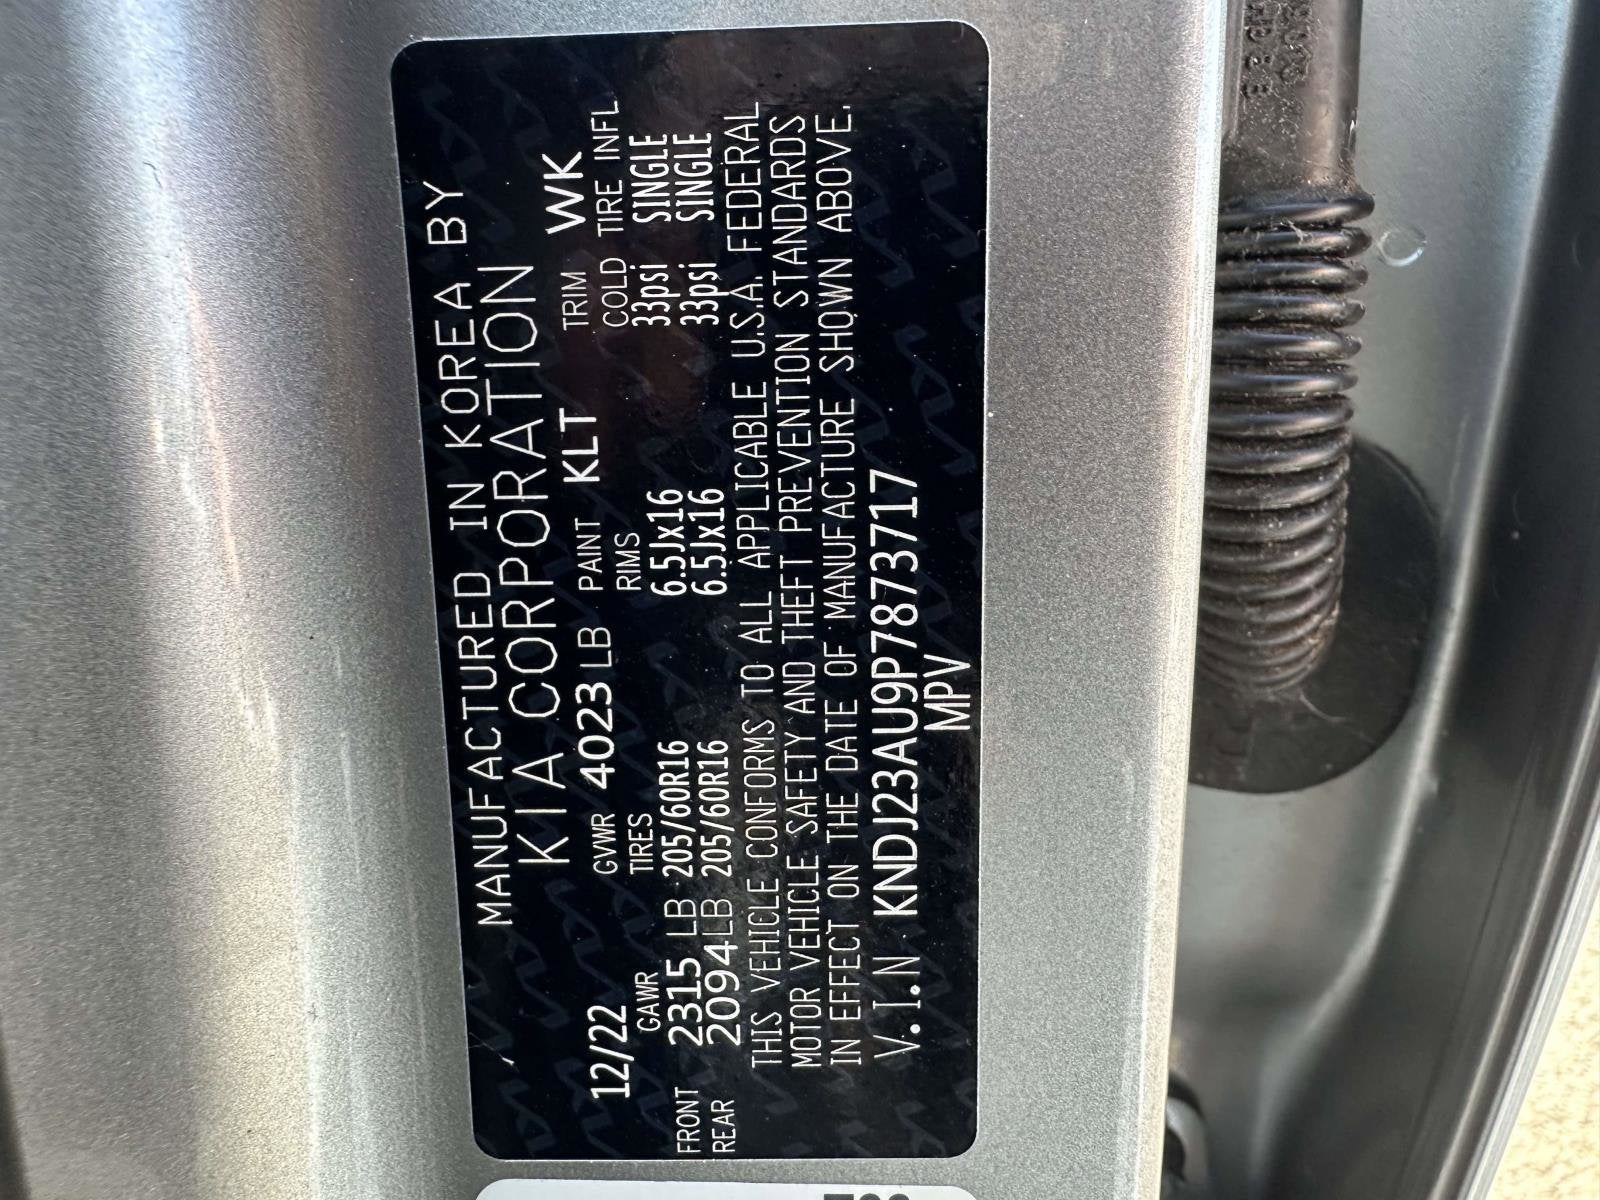 MANUFACTURED IN KOREA BY
KIA CORPORATION
12/22 GVWR 4023 LB PAINT KLT TRIM WK
GAWR TIRES RIMS COLD TIRE INFL
FRONT 2315 LB 205/60R16 6.5Jx16 33psi SINGLE
REAR 2094 LB 205/60R16 6.5Jx16 33psi SINGLE
THIS VEHICLE CONFORMS TO ALL APPLICABLE U.S.A. FEDERAL
MOTOR VEHICLE SAFETY AND THEFT PREVENTION STANDARDS
IN EFFECT ON THE DATE OF MANUFACTURE SHOWN ABOVE.
V.I.N KNDJ23AU9P7873717
MPV